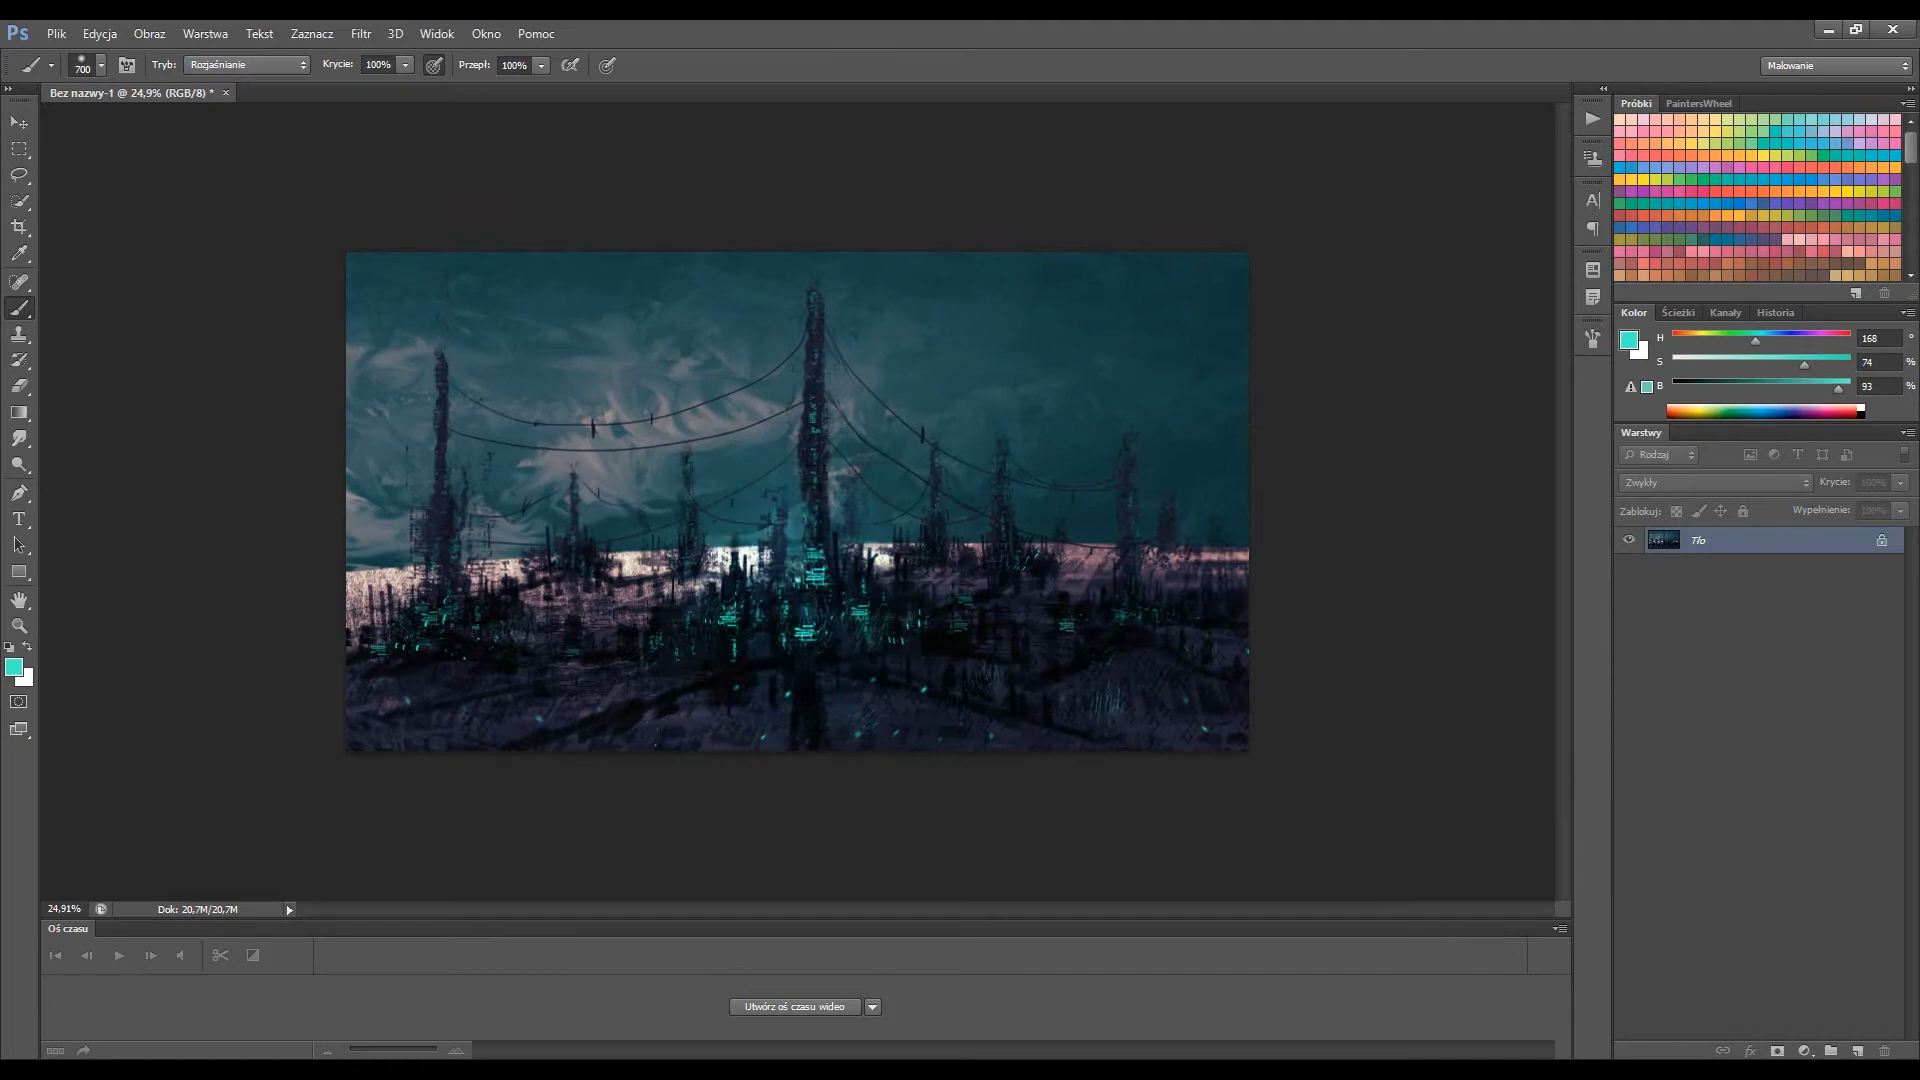 Ps Plik Edycja Obraz Warstwa Tekst Zaznacz Filtr 3D Widok Okno Pomoc
700 Tryb: Rozjaśnianie Krycie: 100% Przepł: 100% Malowanie
Bez nazwy-1 @ 24,9% (RGB/8) * ×
Próbki PaintersWheel
Kolor Ścieżki Kanały Historia
H 168 °
S 74 %
B 93 %
Warstwy
Rodzaj
Zwykły Krycie: 100%
Zablokuj: Wypełnienie: 100%
Tło
24,91% Dok: 20,7M/20,7M
Oś czasu
Utwórz oś czasu wideo